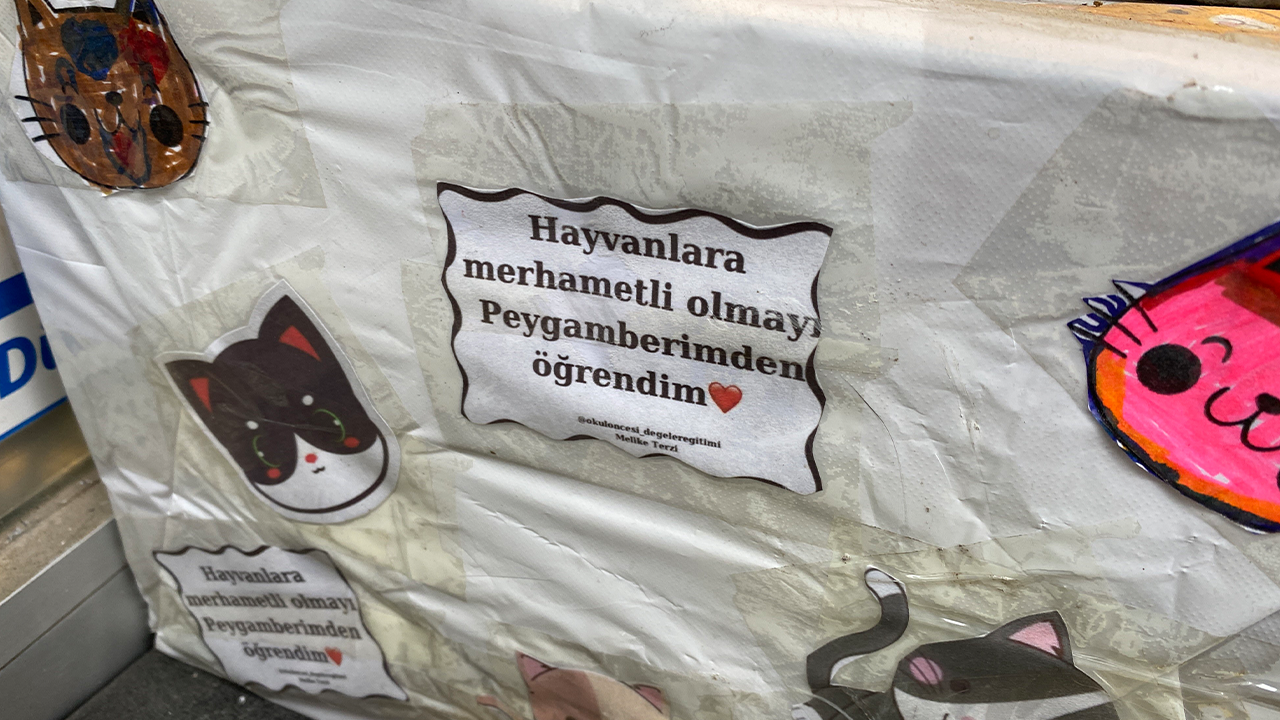 Hayvanlara
merhametli olmayı
Peygamberimden
öğrendim❤️
@okuloncesi_degeleregitimi
Melike Terzi
Hayvanlara
merhametli olmayı
Peygamberimden
öğrendim❤️